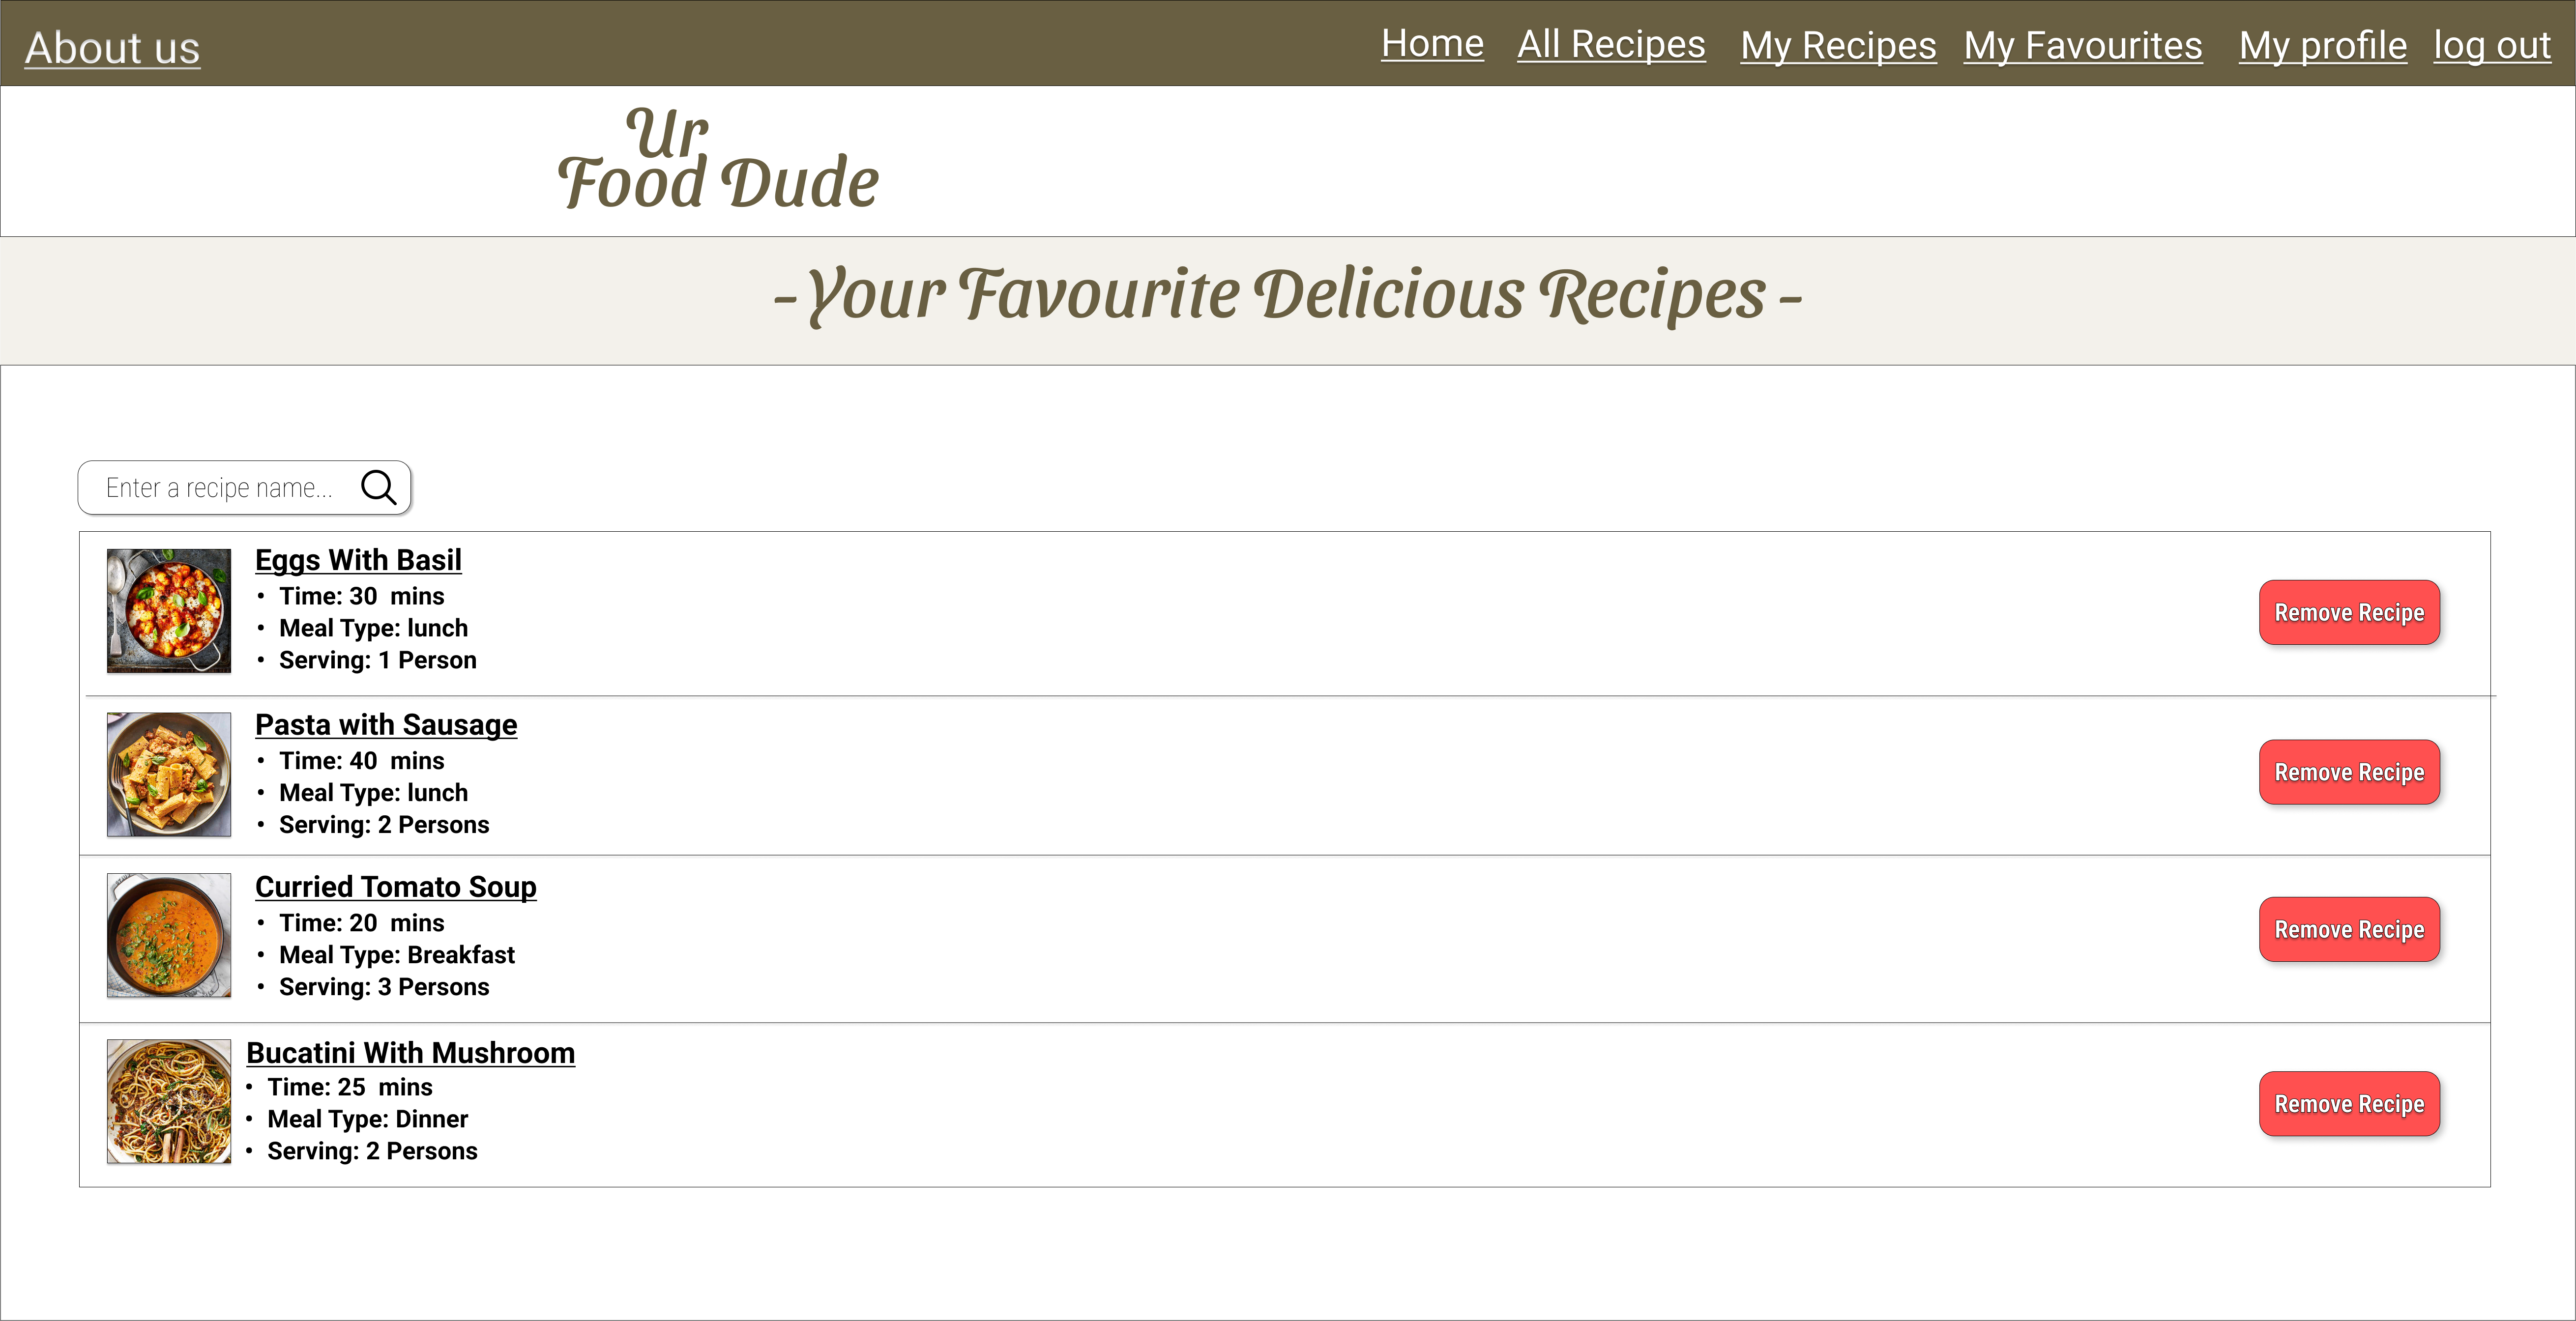 About us Home All Recipes My Recipes My Favourites My profile log out
Ur
Food Dude
- Your Favourite Delicious Recipes -
Enter a recipe name...
Eggs With Basil
• Time: 30  mins
• Meal Type: lunch
• Serving: 1 Person
Remove Recipe
Pasta with Sausage
• Time: 40  mins
• Meal Type: lunch
• Serving: 2 Persons
Remove Recipe
Curried Tomato Soup
• Time: 20  mins
• Meal Type: Breakfast
• Serving: 3 Persons
Remove Recipe
Bucatini With Mushroom
• Time: 25  mins
• Meal Type: Dinner
• Serving: 2 Persons
Remove Recipe